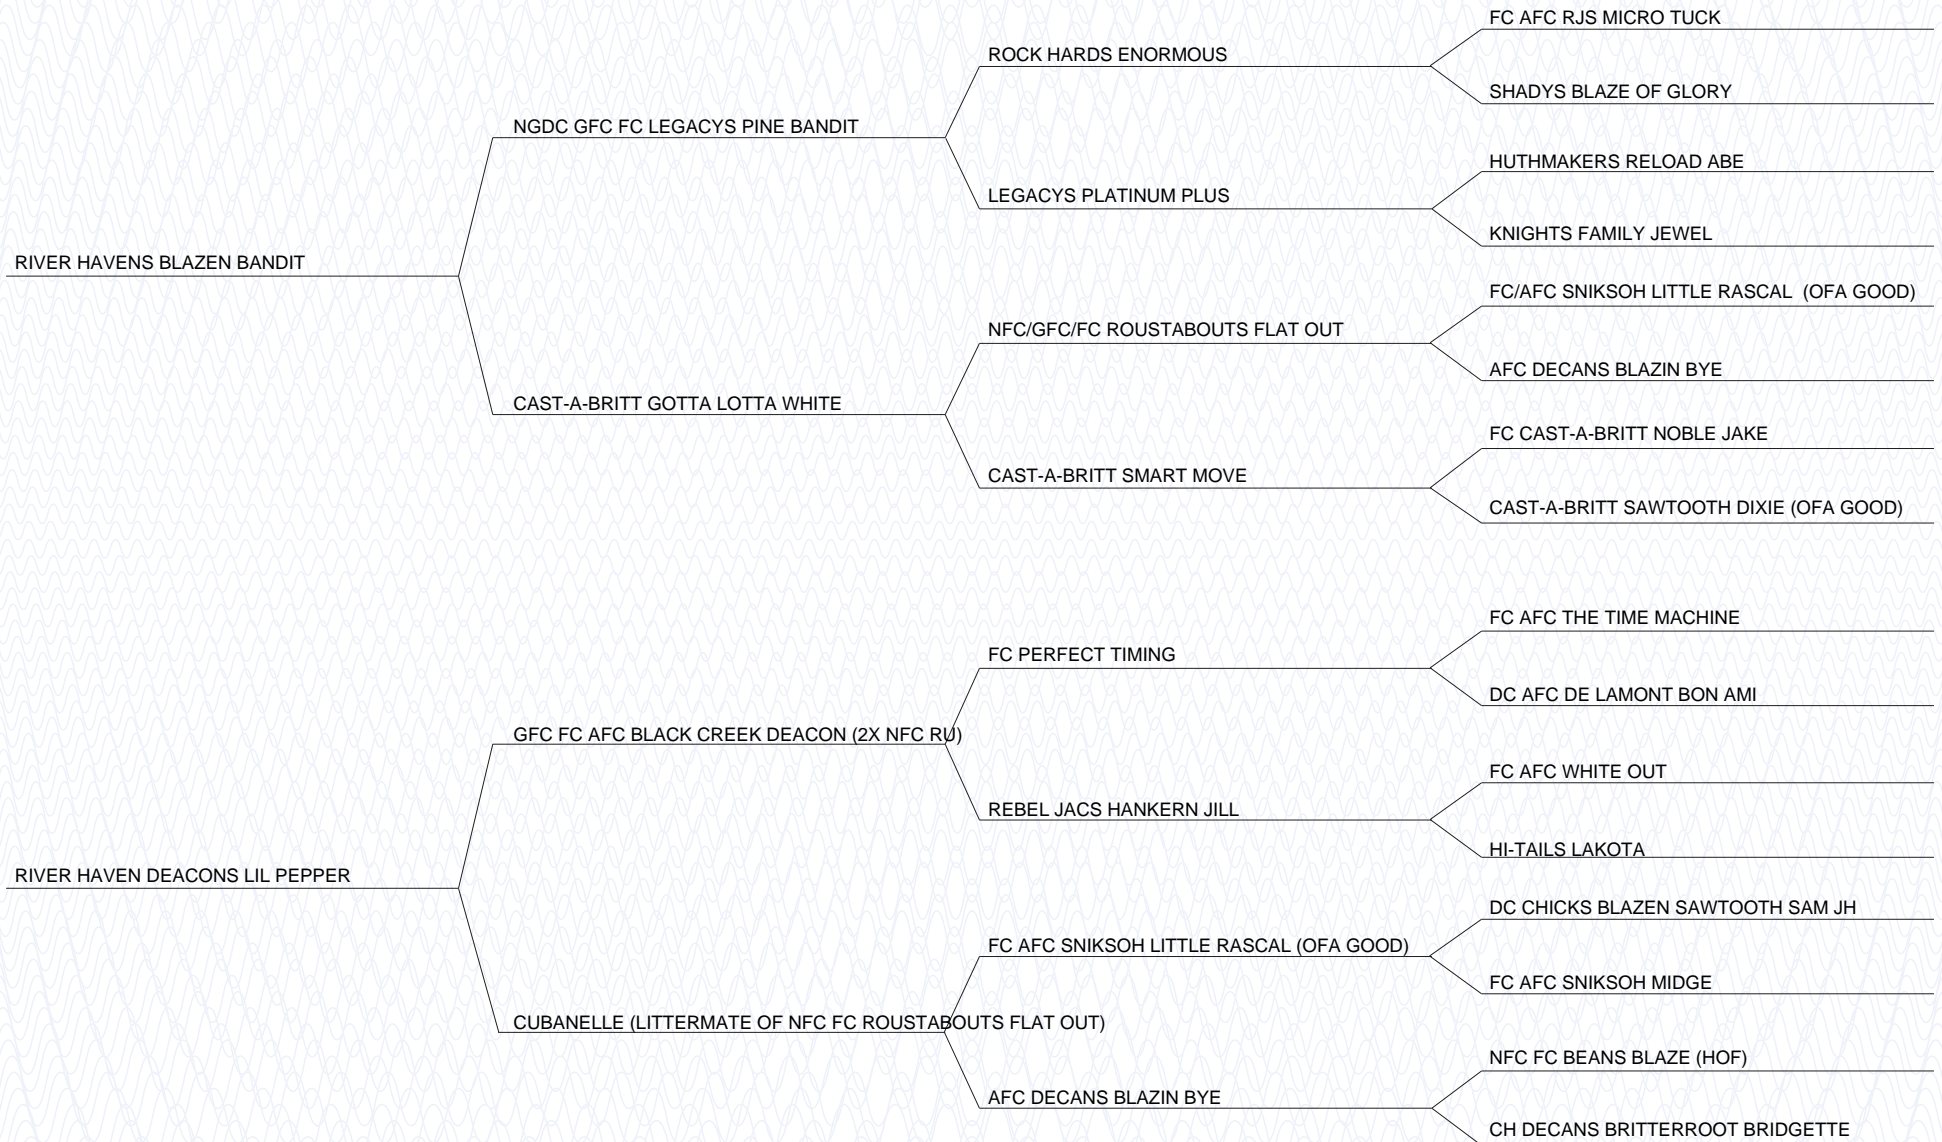 FC AFC RJS MICRO TUCK
ROCK HARDS ENORMOUS
SHADYS BLAZE OF GLORY
NGDC GFC FC LEGACYS PINE BANDIT
HUTHMAKERS RELOAD ABE
LEGACYS PLATINUM PLUS
KNIGHTS FAMILY JEWEL
RIVER HAVENS BLAZEN BANDIT
FC/AFC SNIKSOH LITTLE RASCAL  (OFA GOOD)
NFC/GFC/FC ROUSTABOUTS FLAT OUT
AFC DECANS BLAZIN BYE
CAST-A-BRITT GOTTA LOTTA WHITE
FC CAST-A-BRITT NOBLE JAKE
CAST-A-BRITT SMART MOVE
CAST-A-BRITT SAWTOOTH DIXIE (OFA GOOD)
FC AFC THE TIME MACHINE
FC PERFECT TIMING
DC AFC DE LAMONT BON AMI
GFC FC AFC BLACK CREEK DEACON (2X NFC RU)
FC AFC WHITE OUT
REBEL JACS HANKERN JILL
HI-TAILS LAKOTA
RIVER HAVEN DEACONS LIL PEPPER
DC CHICKS BLAZEN SAWTOOTH SAM JH
FC AFC SNIKSOH LITTLE RASCAL (OFA GOOD)
FC AFC SNIKSOH MIDGE
CUBANELLE (LITTERMATE OF NFC FC ROUSTABOUTS FLAT OUT)
NFC FC BEANS BLAZE (HOF)
AFC DECANS BLAZIN BYE
CH DECANS BRITTERROOT BRIDGETTE